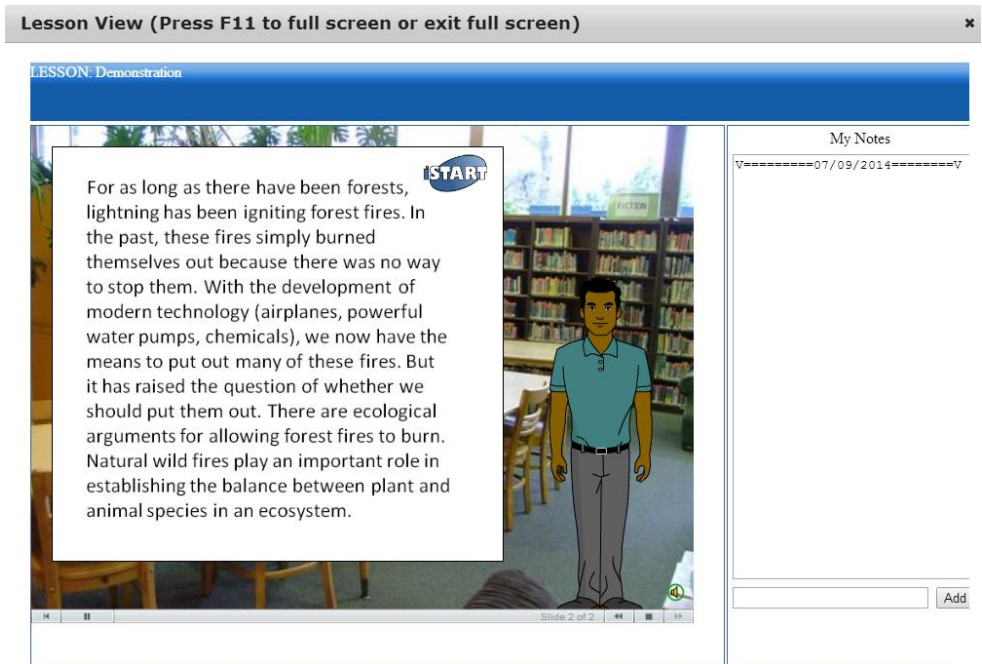 Lesson View (Press F11 to full screen or exit full screen)
LESSON: Demonstration
iSTART
For as long as there have been forests,
lightning has been igniting forest fires. In
the past, these fires simply burned
themselves out because there was no way
to stop them. With the development of
modern technology (airplanes, powerful
water pumps, chemicals), we now have the
means to put out many of these fires. But
it has raised the question of whether we
should put them out. There are ecological
arguments for allowing forest fires to burn.
Natural wild fires play an important role in
establishing the balance between plant and
animal species in an ecosystem.
FICTION
Slide 2 of 2
My Notes
V=========07/09/2014========V
Add